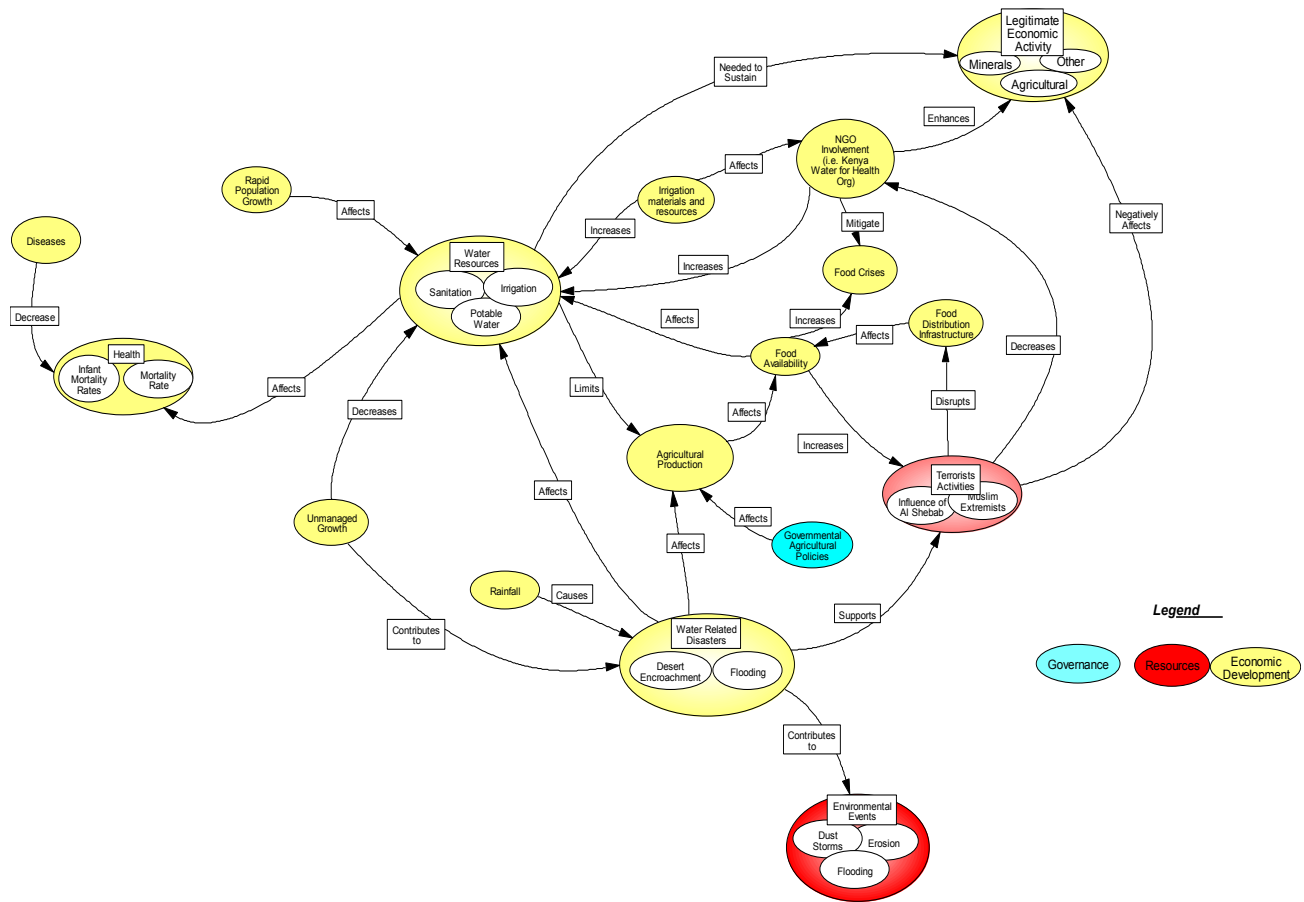 Legitimate
Economic
Activity
Minerals
Other
Agricultural
Needed to
Sustain
Enhances
NGO
Involvement
(i.e. Kenya
Water for Health
Org)
Affects
Rapid
Population
Growth
Irrigation
materials and
resources
Affects
Increases
Mitigate
Negatively
Affects
Diseases
Water
Resources
Sanitation
Irrigation
Potable
Water
Increases
Food Crises
Decrease
Affects
Increases
Food
Distribution
Infrastructure
Affects
Decreases
Health
Infant
Mortality
Rates
Mortality
Rate
Food
Availability
Affects
Limits
Disrupts
Decreases
Affects
Increases
Agricultural
Production
Terrorists
Activities
Influence of
Al Shebab
Muslim
Extremists
Affects
Unmanaged
Growth
Affects
Affects
Governmental
Agricultural
Policies
Rainfall
Causes
Supports
Legend
Contributes
to
Water Related
Disasters
Desert
Encroachment
Flooding
Governance
Resources
Economic
Development
Contributes
to
Environmental
Events
Dust
Storms
Erosion
Flooding